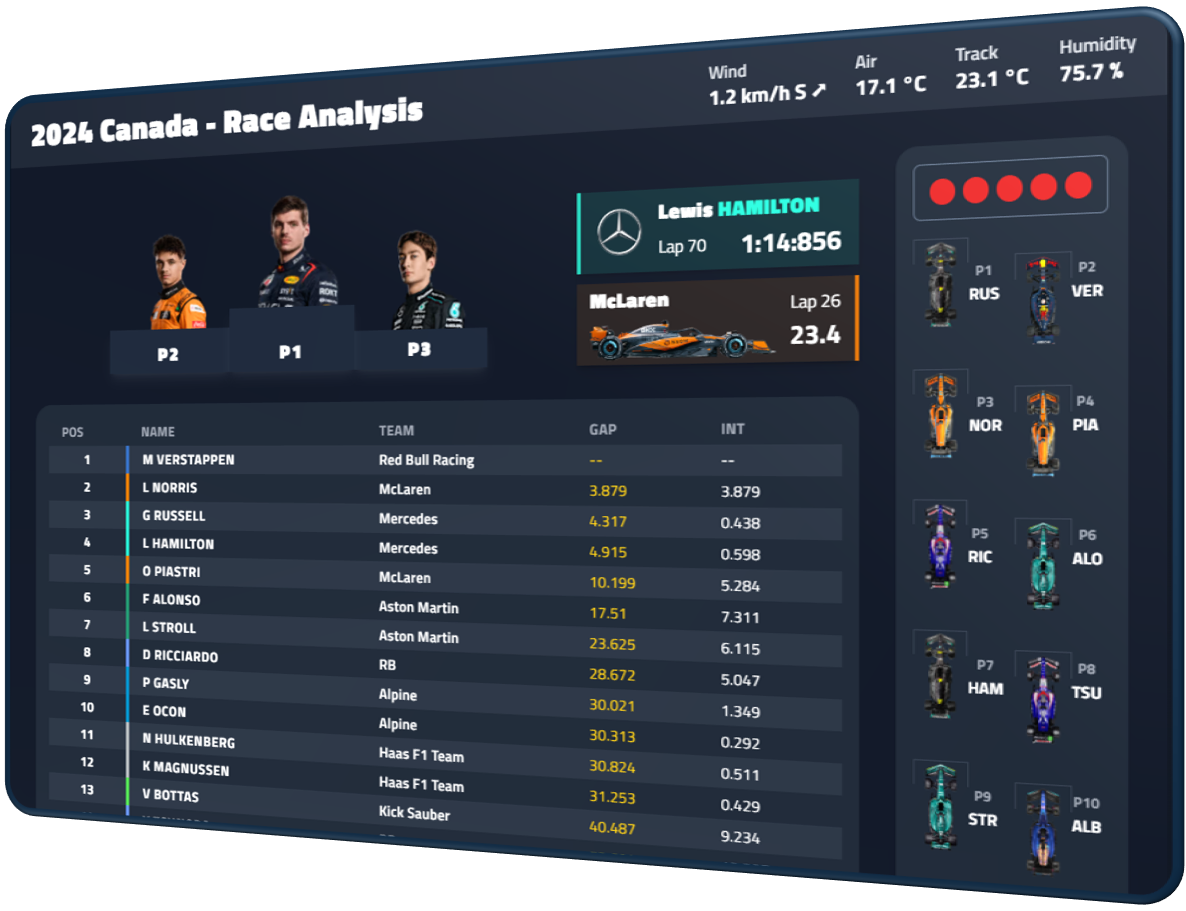 2024 Canada - Race Analysis
Wind
1.2 km/h S ↗
Air
17.1 °C
Track
23.1 °C
Humidity
75.7 %
P2
P1
P3
Lewis HAMILTON
Lap 70 1:14:856
McLaren Lap 26
23.4
POS NAME TEAM GAP INT
1 M VERSTAPPEN Red Bull Racing -- --
2 L NORRIS McLaren 3.879 3.879
3 G RUSSELL Mercedes 4.317 0.438
4 L HAMILTON Mercedes 4.915 0.598
5 O PIASTRI McLaren 10.199 5.284
6 F ALONSO Aston Martin 17.51 7.311
7 L STROLL Aston Martin 23.625 6.115
8 D RICCIARDO RB 28.672 5.047
9 P GASLY Alpine 30.021 1.349
10 E OCON Alpine 30.313 0.292
11 N HULKENBERG Haas F1 Team 30.824 0.511
12 K MAGNUSSEN Haas F1 Team 31.253 0.429
13 V BOTTAS Kick Sauber 40.487 9.234
P1
RUS
P2
VER
P3
NOR
P4
PIA
P5
RIC
P6
ALO
P7
HAM
P8
TSU
P9
STR
P10
ALB